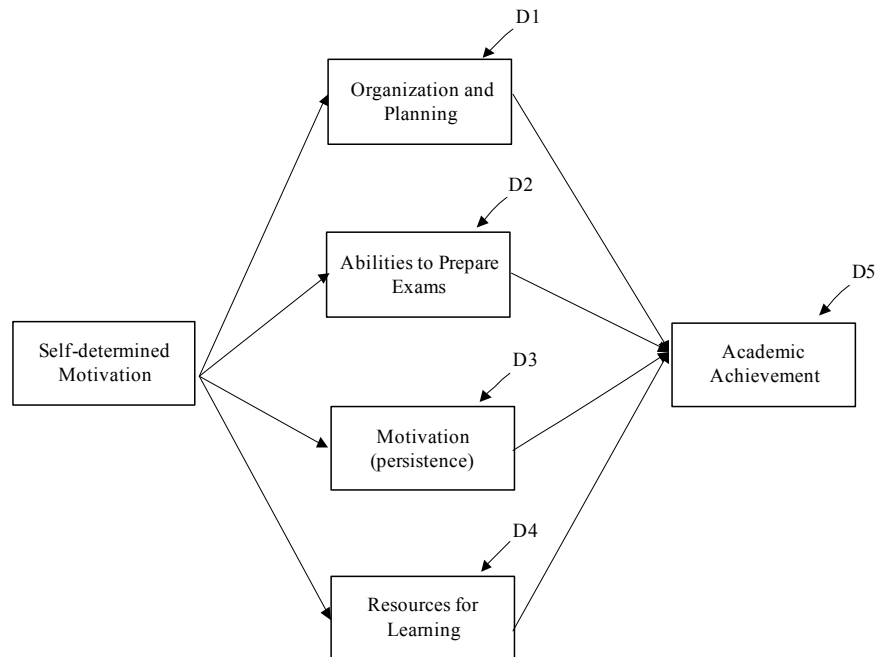 D1
Organization and
Planning
D2
Abilities to Prepare
Exams
D5
Self-determined
Motivation
Academic
Achievement
D3
Motivation
(persistence)
D4
Resources for
Learning